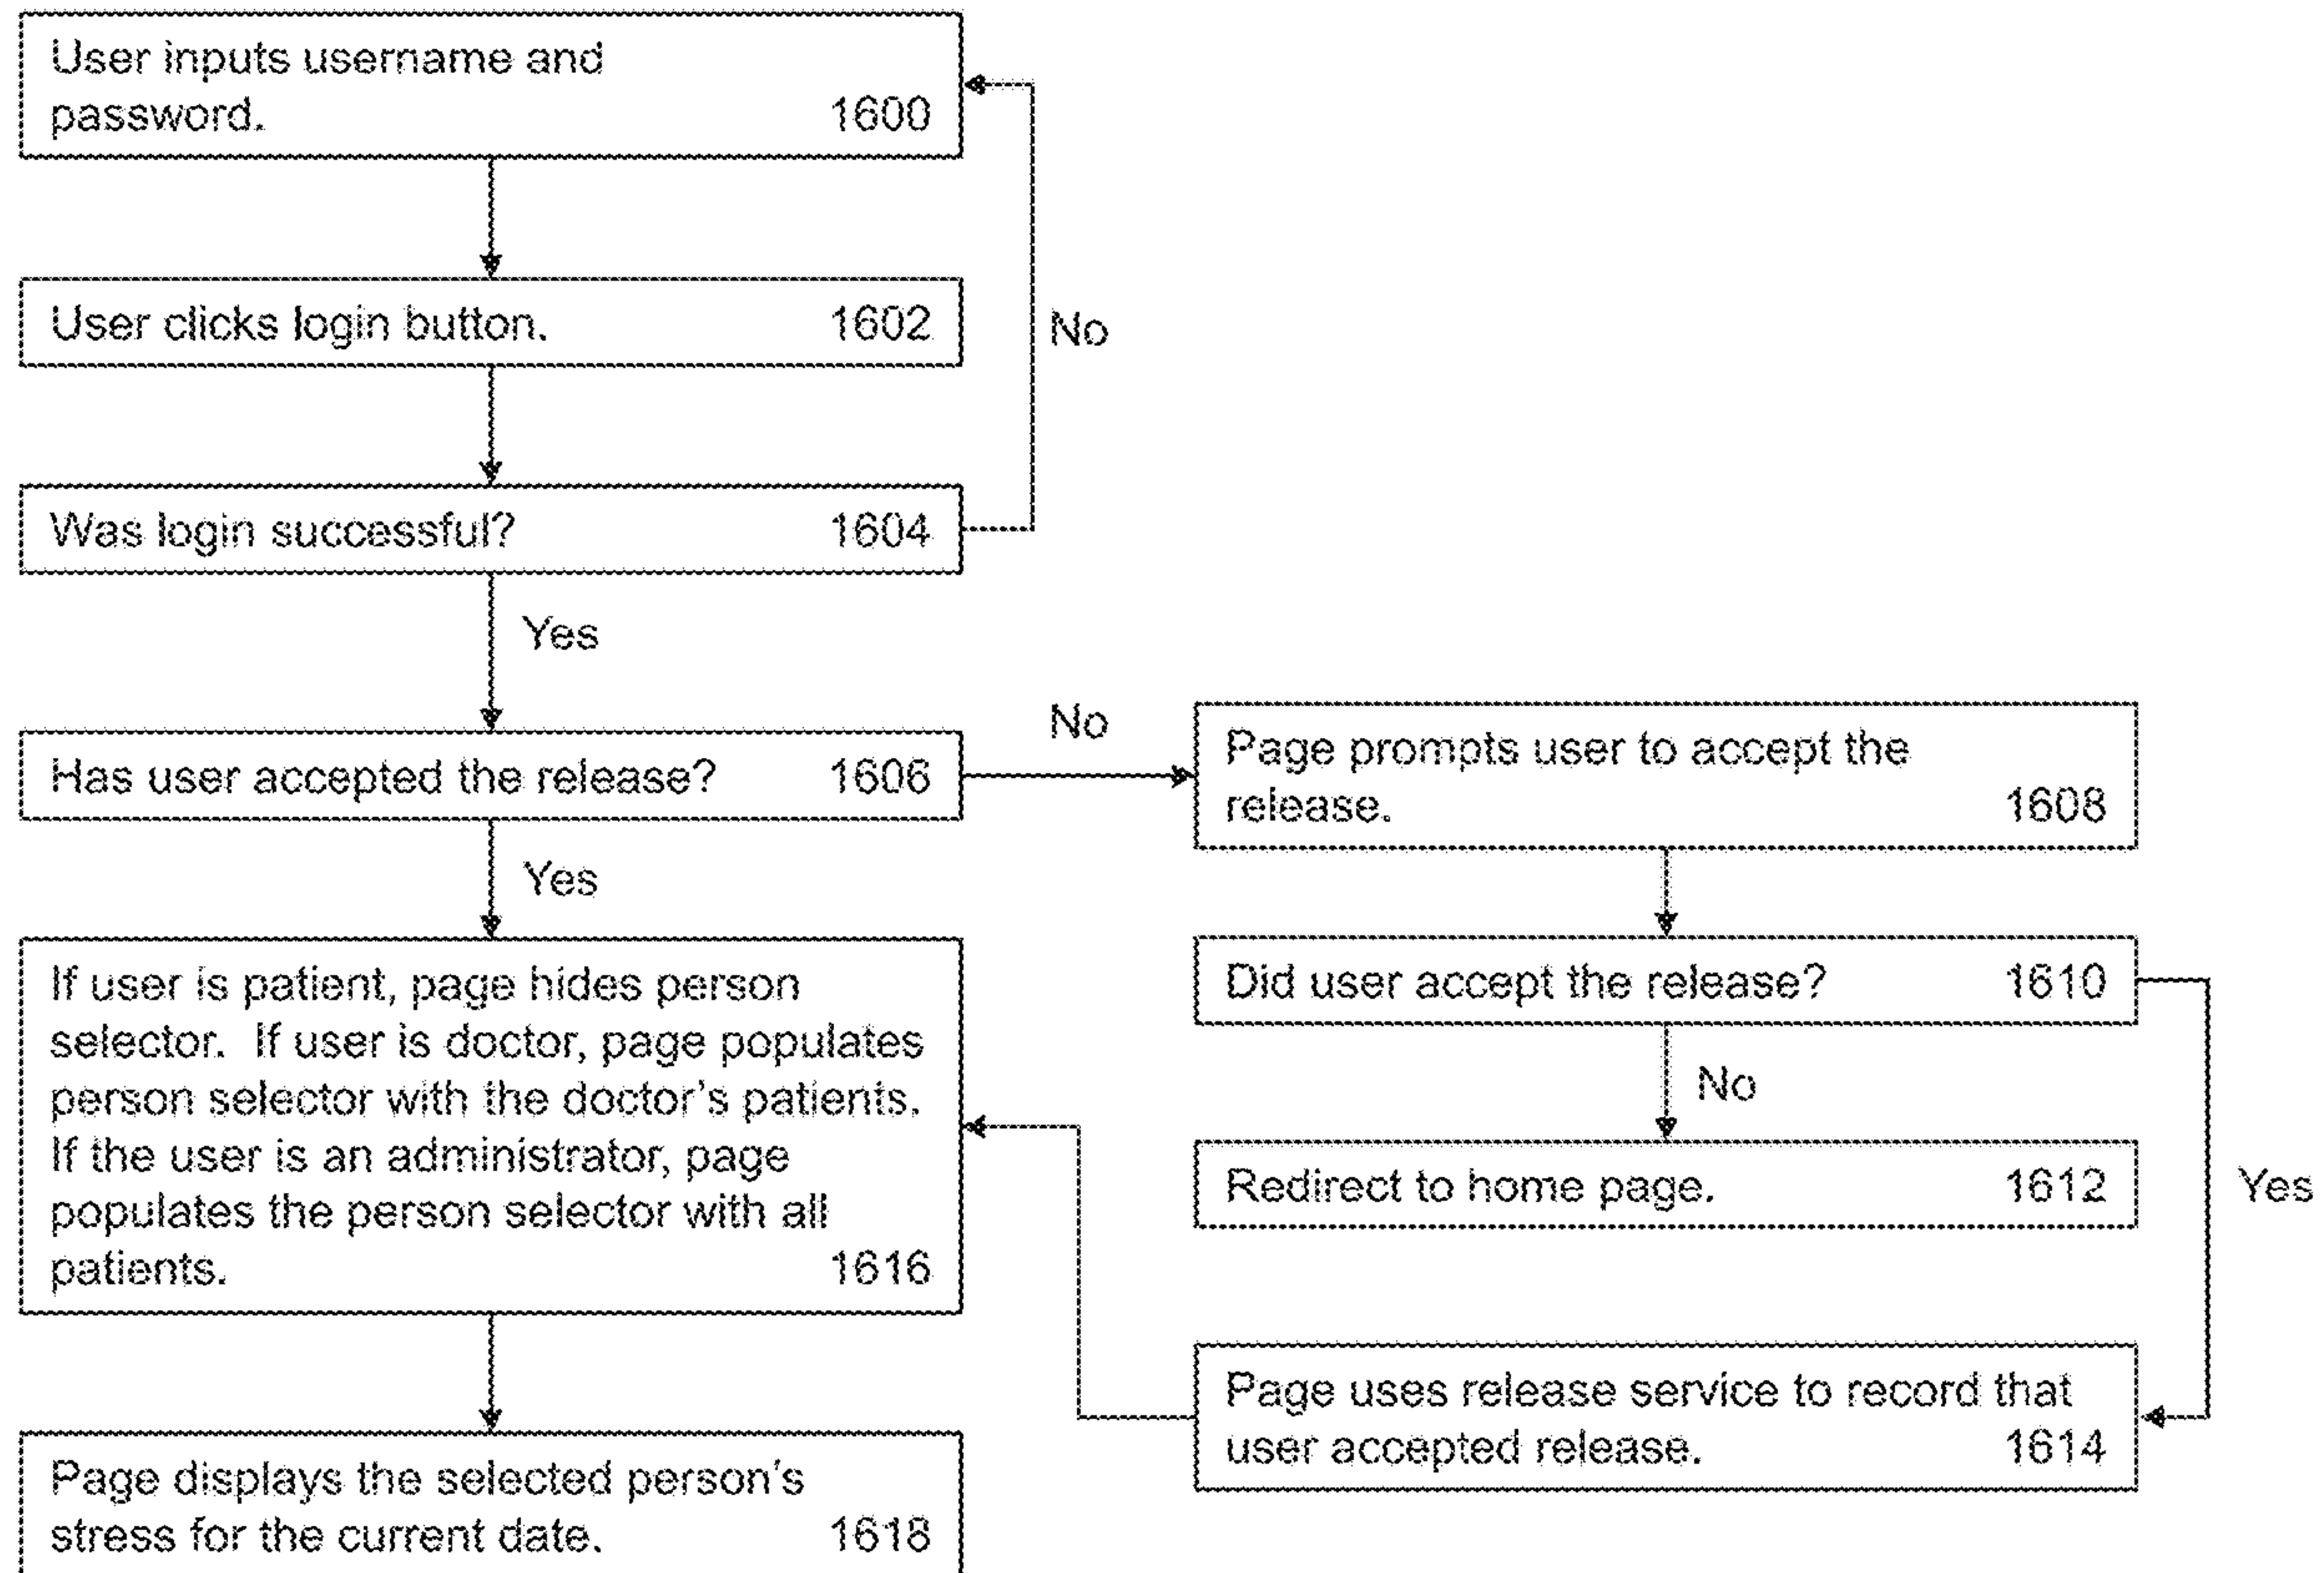 User inputs username and
password. 1600
User clicks login button. 1602
No
Was login successful? 1604
Yes
Has user accepted the release? 1606
No
Page prompts user to accept the
release. 1608
Yes
If user is patient, page hides person
selector. If user is doctor, page populates
person selector with the doctor's patients.
If the user is an administrator, page
populates the person selector with all
patients. 1616
Did user accept the release? 1610
No
Redirect to home page. 1612
Yes
Page uses release service to record that
user accepted release. 1614
Page displays the selected person's
stress for the current date. 1618